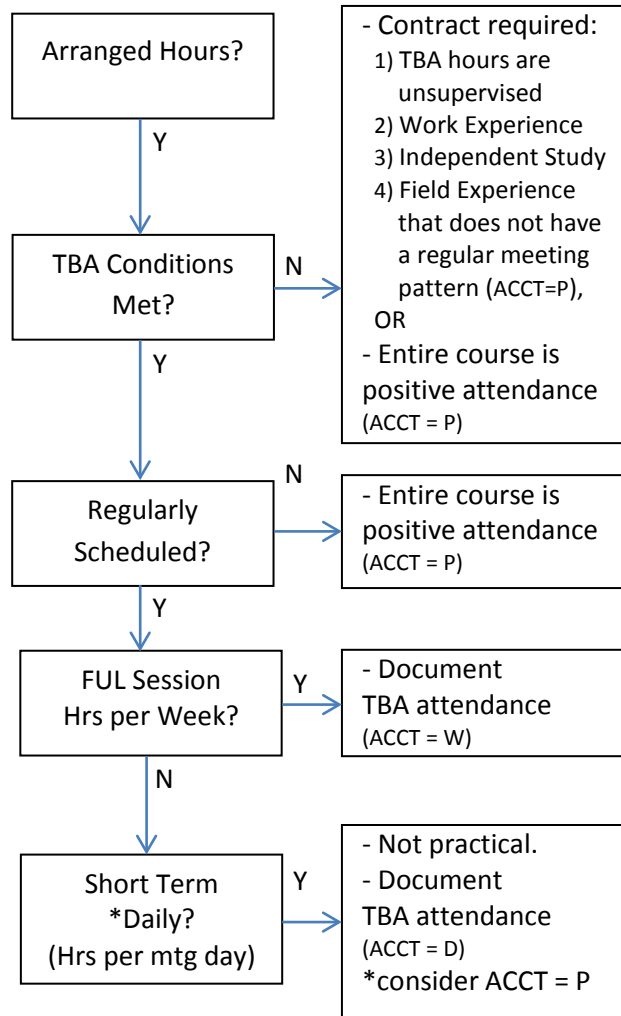 Arranged Hours?
Y
- Contract required:
1) TBA hours are
unsupervised
2) Work Experience
3) Independent Study
4) Field Experience
that does not have
a regular meeting
pattern (ACCT=P),
OR
- Entire course is
positive attendance
(ACCT = P)
TBA Conditions
Met?
N
Y
Regularly
Scheduled?
N
- Entire course is
positive attendance
(ACCT = P)
Y
FUL Session
Hrs per Week?
Y
- Document
TBA attendance
(ACCT = W)
N
Short Term
*Daily?
(Hrs per mtg day)
Y
- Not practical.
- Document
TBA attendance
(ACCT = D)
*consider ACCT = P